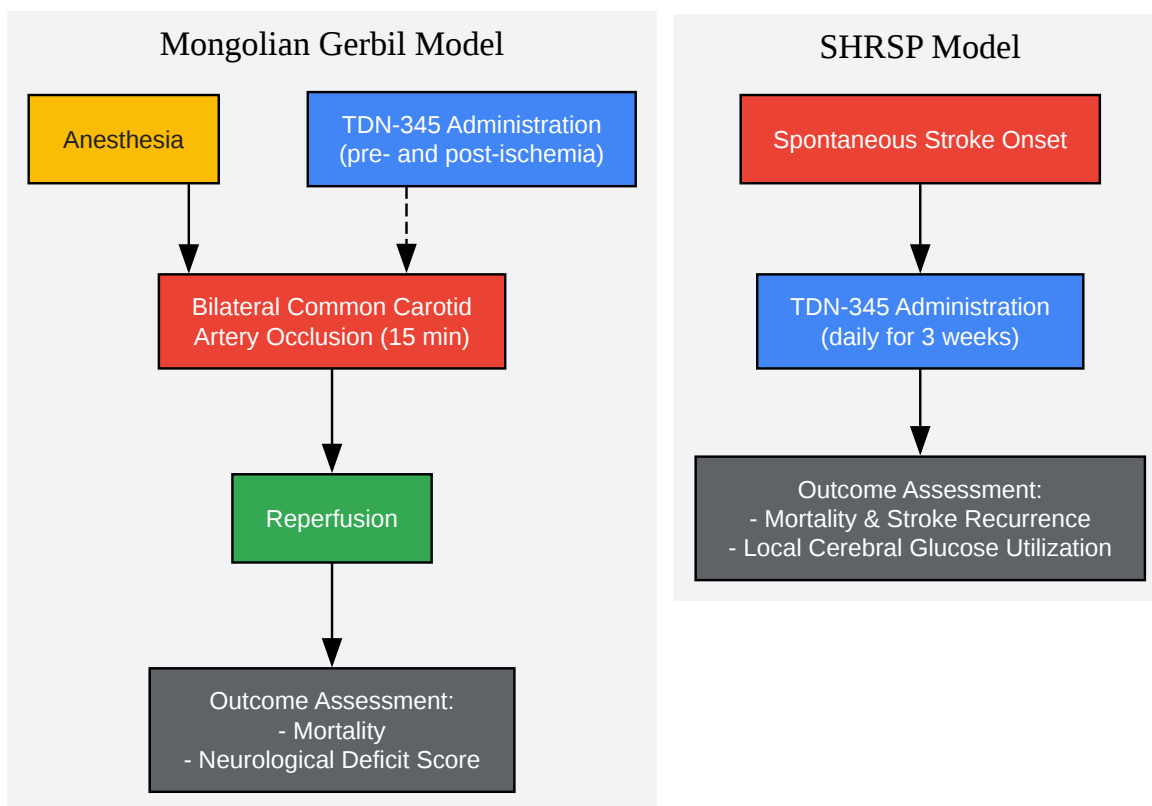 Mongolian Gerbil Model
Anesthesia
TDN-345 Administration
(pre- and post-ischemia)
Bilateral Common Carotid
Artery Occlusion (15 min)
Reperfusion
Outcome Assessment:
- Mortality
- Neurological Deficit Score
SHRSP Model
Spontaneous Stroke Onset
TDN-345 Administration
(daily for 3 weeks)
Outcome Assessment:
- Mortality & Stroke Recurrence
- Local Cerebral Glucose Utilization